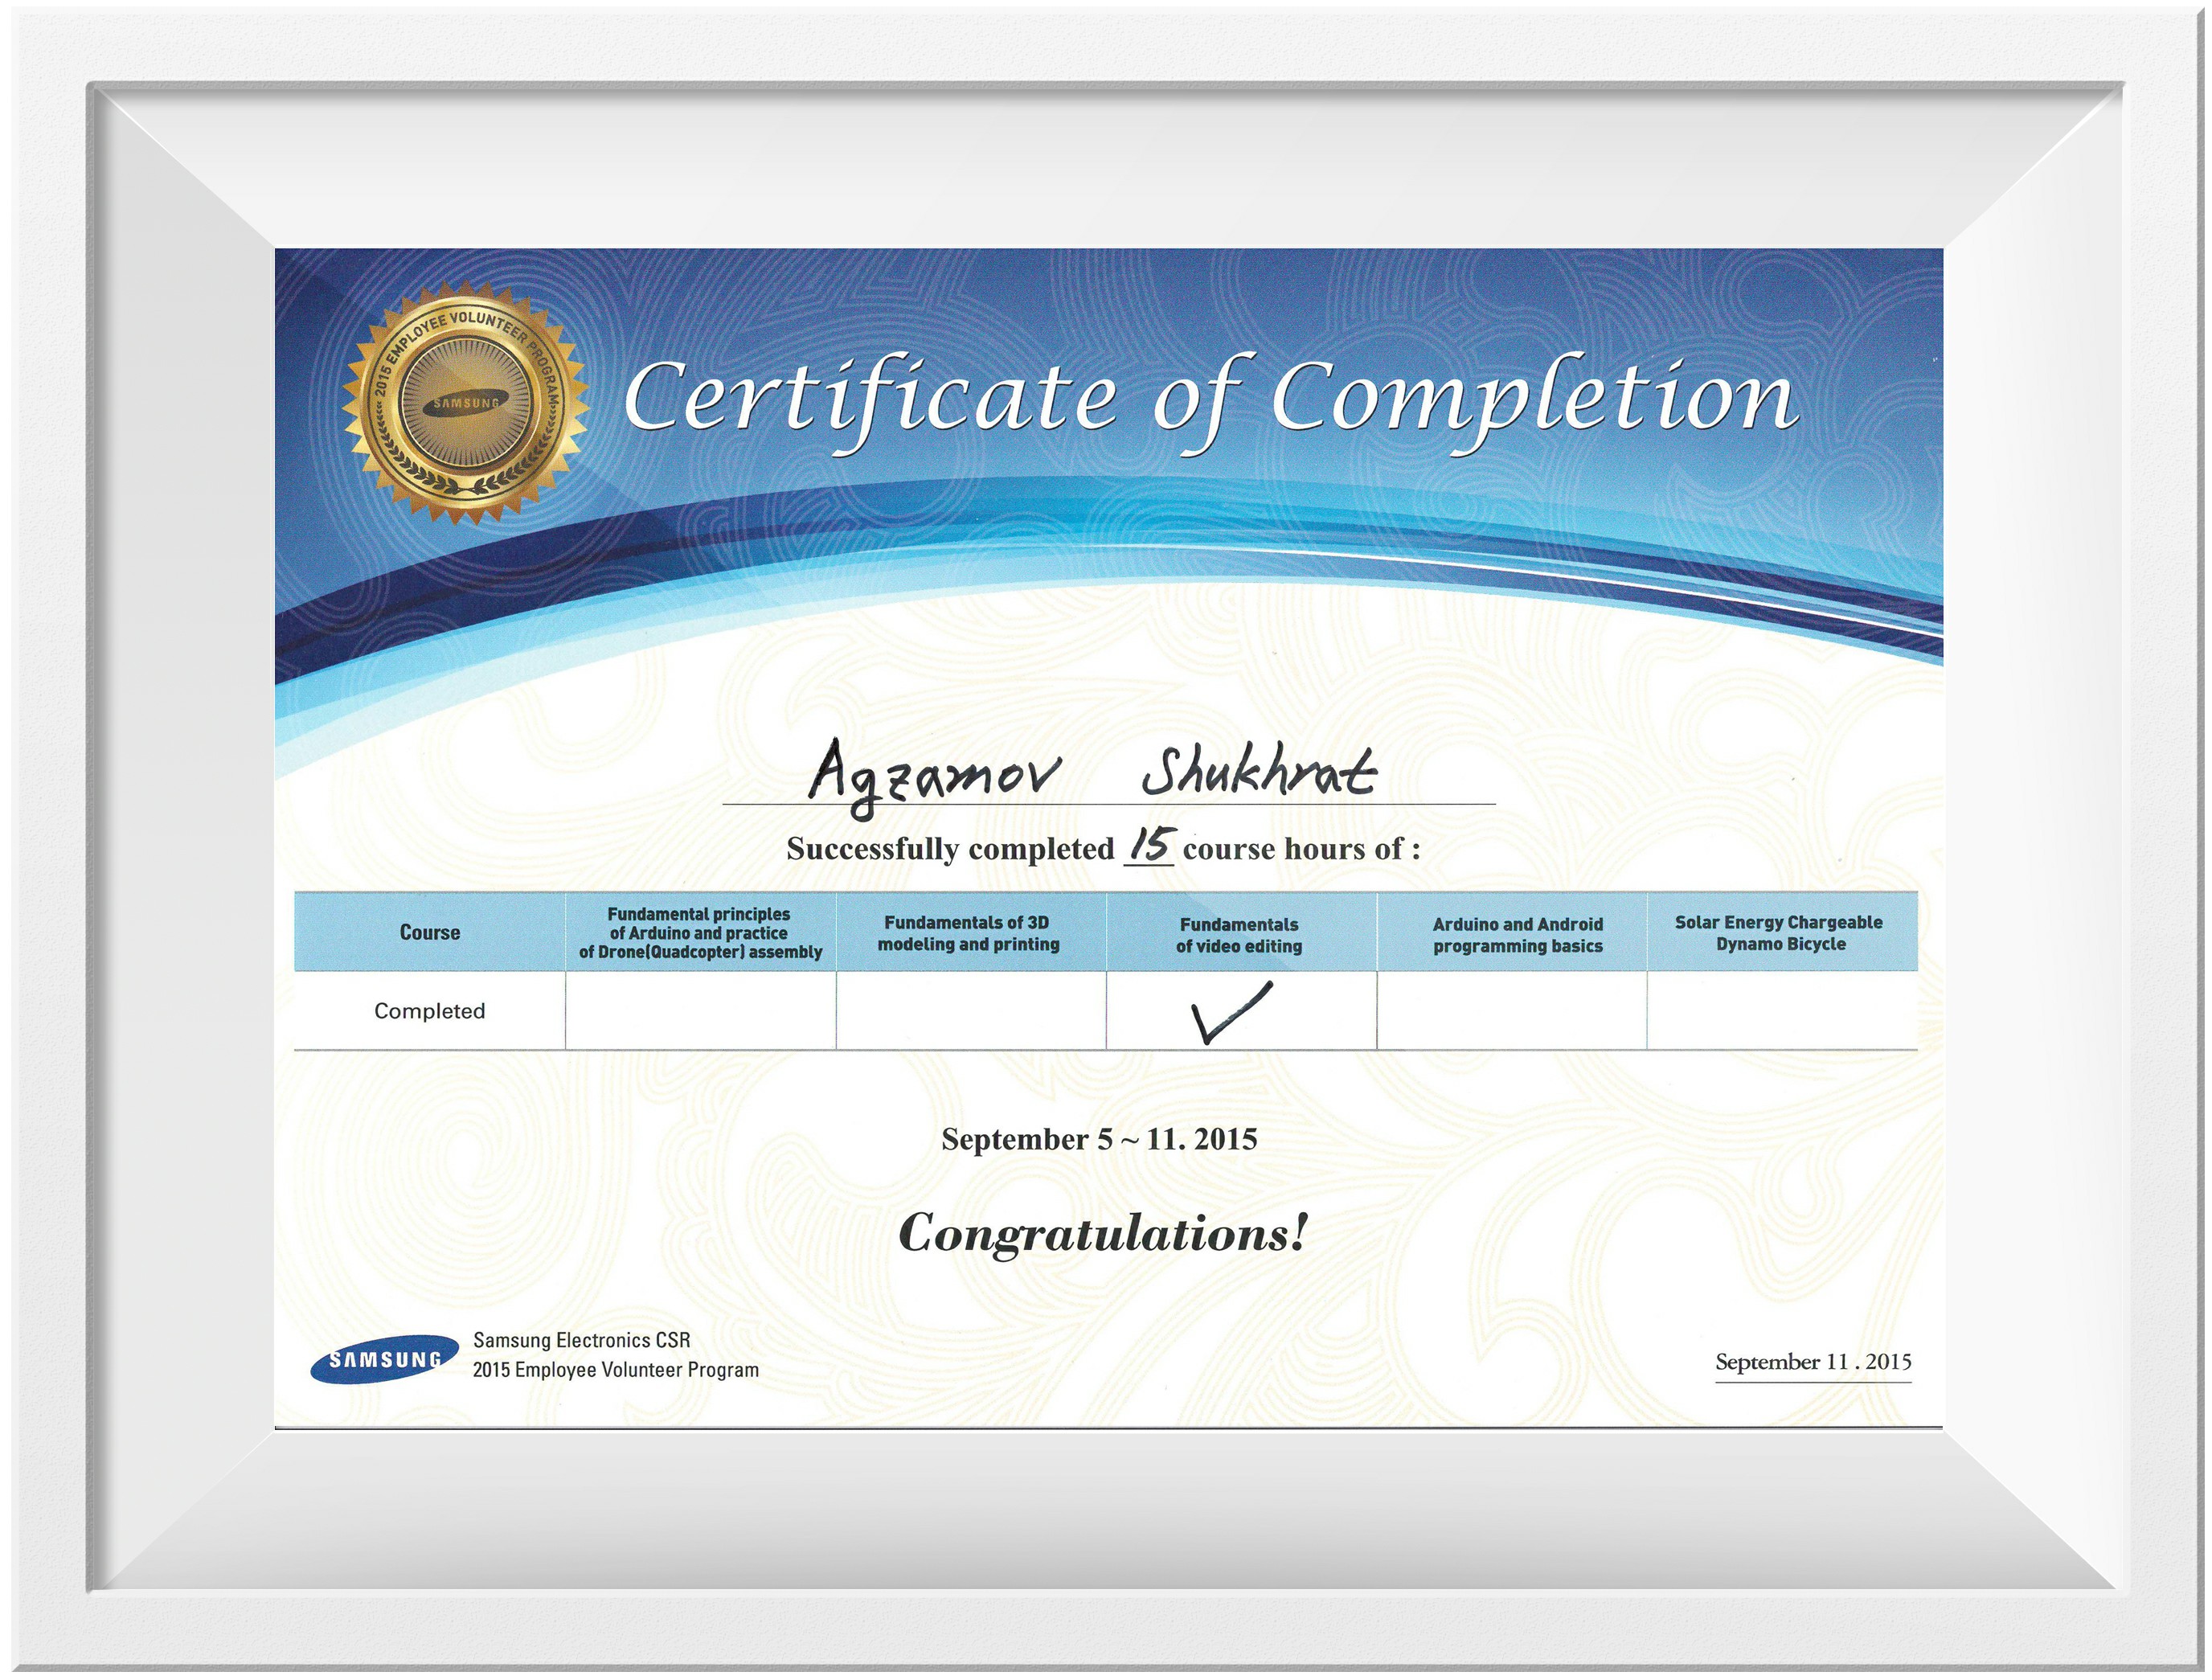 2015 EMPLOYEE VOLUNTEER PROGRAM
SAMSUNG
Certificate of Completion
Agzamov Shukhrat
Successfully completed 15 course hours of :
Course
Fundamental principles
of Arduino and practice
of Drone(Quadcopter) assembly
Fundamentals of 3D
modeling and printing
Fundamentals
of video editing
Arduino and Android
programming basics
Solar Energy Chargeable
Dynamo Bicycle
Completed ✓
September 5 ~ 11. 2015
Congratulations!
SAMSUNG
Samsung Electronics CSR
2015 Employee Volunteer Program
September 11 . 2015